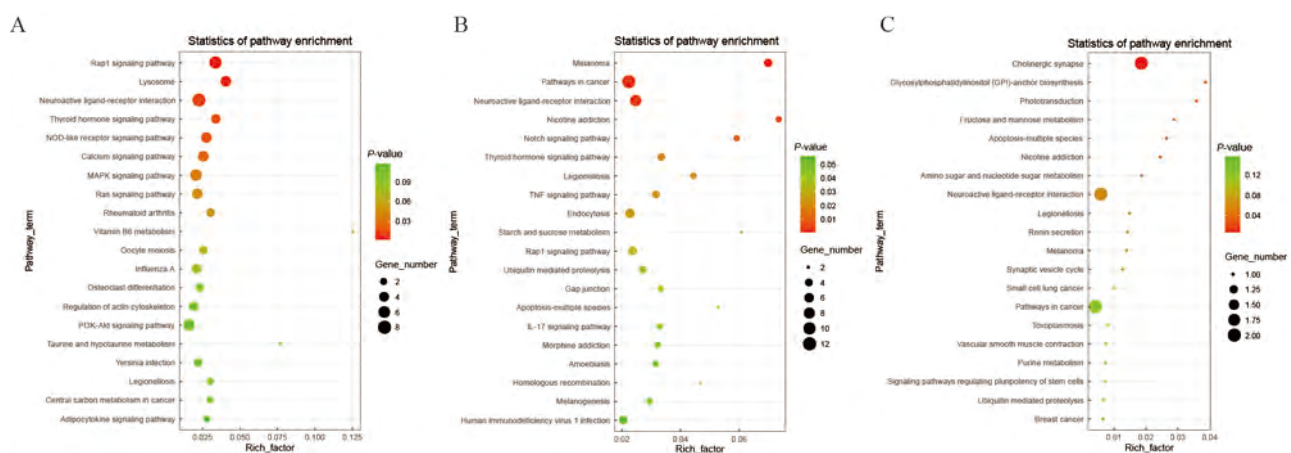 A
Statistics of pathway enrichment
Rap1 signaling pathway
Lysosome
Neuroactive ligand-receptor interaction
Thyroid hormone signaling pathway
NOD-like receptor signaling pathway
Calcium signaling pathway
MAPK signaling pathway
Ras signaling pathway
Rheumatoid arthritis
Vitamin B6 metabolism
Oocyte meiosis
Influenza A
Osteoclast differentiation
Regulation of actin cytoskeleton
PI3K-Akt signaling pathway
Taurine and hypotaurine metabolism
Yersinia infection
Legionellosis
Central carbon metabolism in cancer
Adipocytokine signaling pathway
Pathway_term
0.025 0.050 0.075 0.100 0.125
Rich_factor
P-value
0.09
0.06
0.03
Gene_number
2
4
6
8
B
Statistics of pathway enrichment
Melanoma
Pathways in cancer
Neuroactive ligand-receptor interaction
Nicotine addiction
Notch signaling pathway
Thyroid hormone signaling pathway
Legionellosis
TNF signaling pathway
Endocytosis
Starch and sucrose metabolism
Rap1 signaling pathway
Ubiquitin mediated proteolysis
Gap junction
Apoptosis-multiple species
IL-17 signaling pathway
Morphine addiction
Amoebiasis
Homologous recombination
Melanogenesis
Human immunodeficiency virus 1 infection
Pathway_term
0.02 0.04 0.06
Rich_factor
P-value
0.05
0.04
0.03
0.02
0.01
Gene_number
2
4
6
8
10
12
C
Statistics of pathway enrichment
Cholinergic synapse
Glycosylphosphatidylinositol (GPI)-anchor biosynthesis
Phototransduction
Fructose and mannose metabolism
Apoptosis-multiple species
Nicotine addiction
Amino sugar and nucleotide sugar metabolism
Neuroactive ligand-receptor interaction
Legionellosis
Renin secretion
Melanoma
Synaptic vesicle cycle
Small cell lung cancer
Pathways in cancer
Toxoplasmosis
Vascular smooth muscle contraction
Purine metabolism
Signaling pathways regulating pluripotency of stem cells
Ubiquitin mediated proteolysis
Breast cancer
Pathway_term
0.01 0.02 0.03 0.04
Rich_factor
P-value
0.12
0.08
0.04
Gene_number
1.00
1.25
1.50
1.75
2.00